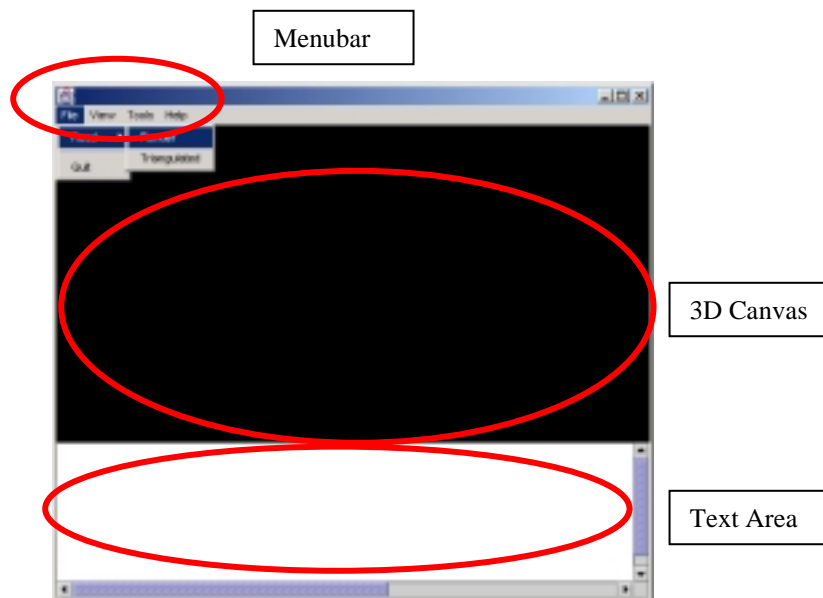 Menubar
File View Tools Help
Triangulated
Quit
3D Canvas
Text Area